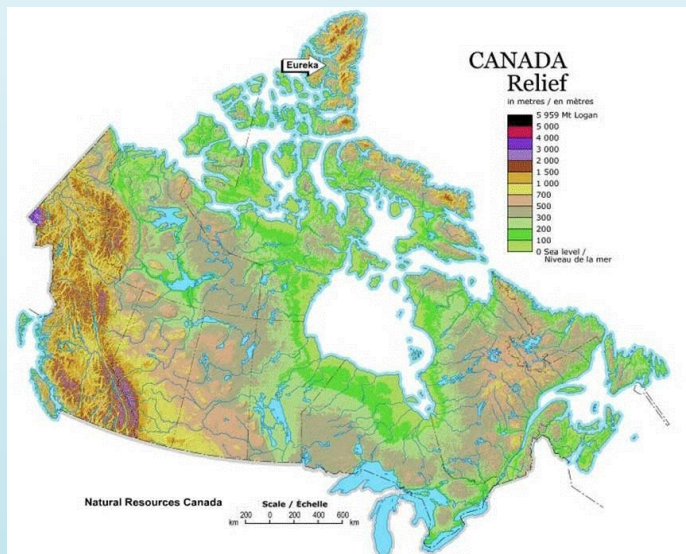 Eureka
CANADA
Relief
in metres / en mètres
5 959 Mt Logan
5 000
4 000
3 000
2 000
1 500
1 000
700
500
300
200
100
0 Sea level /
Niveau de la mer
Natural Resources Canada
Scale / Échelle
km 200 0 200 400 600 km